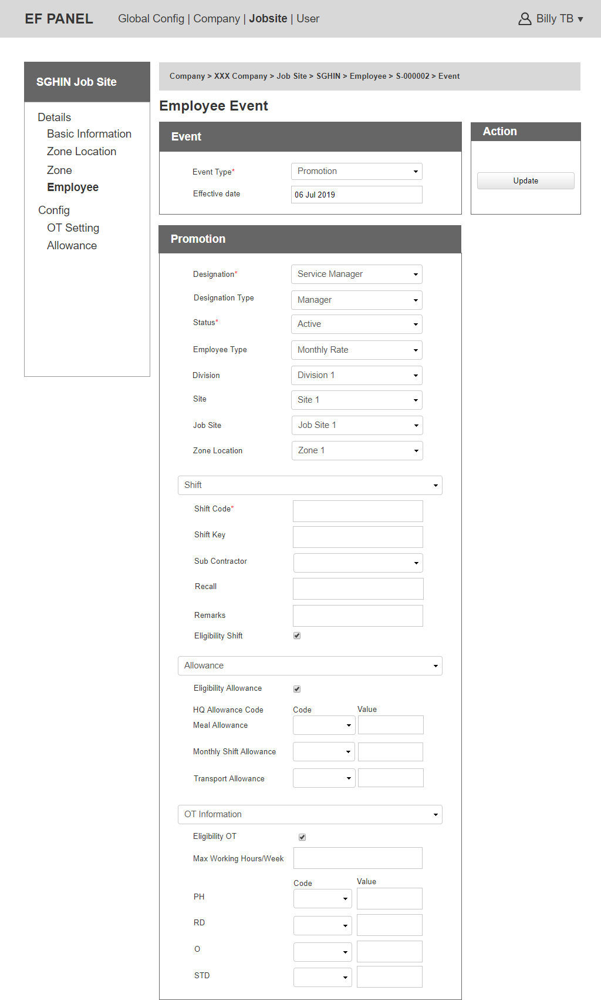 EF PANEL
Global Config | Company | Jobsite | User
Billy TB ▼
SGHIN Job Site
Details
Basic Information
Zone Location
Zone
Employee
Config
OT Setting
Allowance
Company > XXX Company > Job Site > SGHIN > Employee > S-000002 > Event
Employee Event
Event
Event Type* Promotion
Effective date 06 Jul 2019
Action
Update
Promotion
Designation* Service Manager
Designation Type Manager
Status* Active
Employee Type Monthly Rate
Division Division 1
Site Site 1
Job Site Job Site 1
Zone Location Zone 1
Shift
Shift Code*
Shift Key
Sub Contractor
Recall
Remarks
Eligibility Shift
Allowance
Eligibility Allowance
HQ Allowance Code Code Value
Meal Allowance
Monthly Shift Allowance
Transport Allowance
OT Information
Eligibility OT
Max Working Hours/Week
Code Value
PH
RD
O
STD